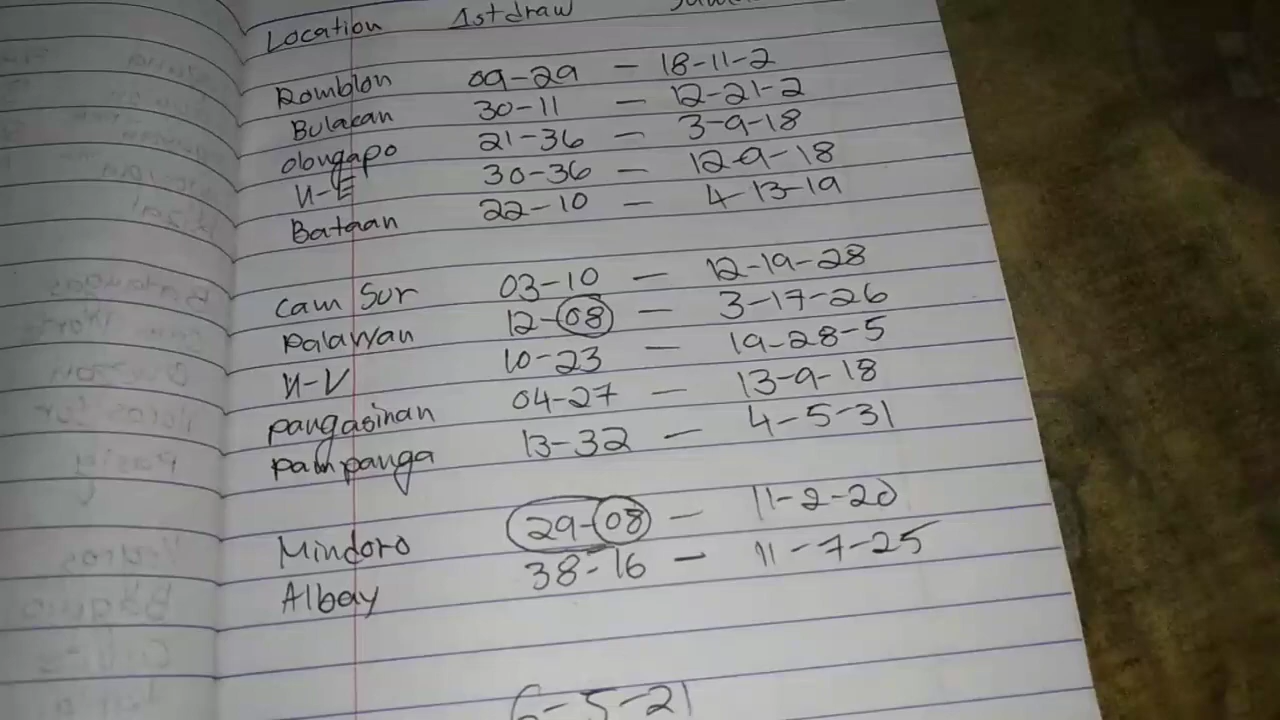 Location 1st draw
Romblon 09-29 - 18-11-2
Bulakan 30-11 - 12-21-2
olongapo 21-36 - 3-9-18
N-E 30-36 - 12-9-18
Bataan 22-10 - 4-13-19
Cam Sur 03-10 - 12-19-28
Palawan 12-08 - 3-17-26
N-V 10-23 - 19-28-5
pangasinan 04-27 - 13-9-18
pampanga 13-32 - 4-5-31
Mindoro 29-08 - 11-2-20
Albay 38-16 - 11-7-25
6-5-21